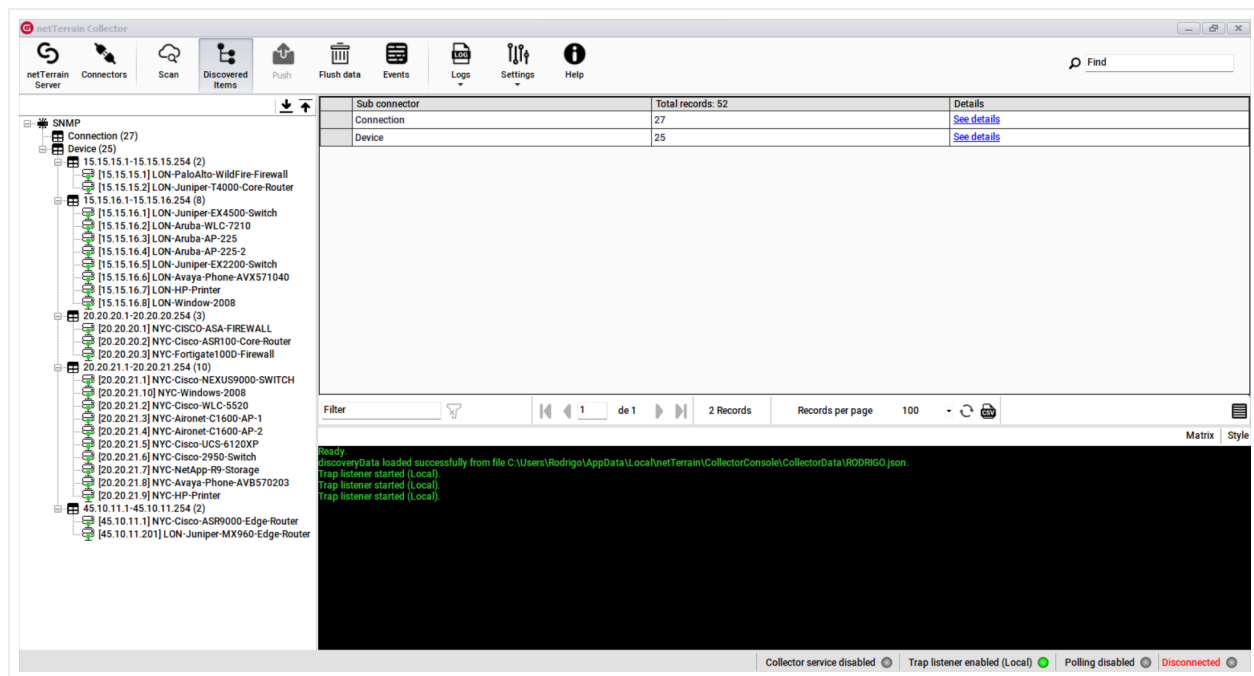 netTerrain Collector
netTerrain Server
Connectors
Scan
Discovered Items
Push
Flush data
Events
LOG
Logs
Settings
Help
Find
SNMP
Connection (27)
Device (25)
15.15.15.1-15.15.15.254 (2)
[15.15.15.1] LON-PaloAlto-WildFire-Firewall
[15.15.15.2] LON-Juniper-T4000-Core-Router
15.15.16.1-15.15.16.254 (8)
[15.15.16.1] LON-Juniper-EX4500-Switch
[15.15.16.2] LON-Aruba-WLC-7210
[15.15.16.3] LON-Aruba-AP-225
[15.15.16.4] LON-Aruba-AP-225-2
[15.15.16.5] LON-Juniper-EX2200-Switch
[15.15.16.6] LON-Avaya-Phone-AVX571040
[15.15.16.7] LON-HP-Printer
[15.15.16.8] LON-Window-2008
20.20.20.1-20.20.20.254 (3)
[20.20.20.1] NYC-CISCO-ASA-FIREWALL
[20.20.20.2] NYC-Cisco-ASR100-Core-Router
[20.20.20.3] NYC-Fortigate100D-Firewall
20.20.21.1-20.20.21.254 (10)
[20.20.21.1] NYC-Cisco-NEXUS9000-SWITCH
[20.20.21.10] NYC-Windows-2008
[20.20.21.2] NYC-Cisco-WLC-5520
[20.20.21.3] NYC-Aironet-C1600-AP-1
[20.20.21.4] NYC-Aironet-C1600-AP-2
[20.20.21.5] NYC-Cisco-UCS-6120XP
[20.20.21.6] NYC-Cisco-2950-Switch
[20.20.21.7] NYC-NetApp-R9-Storage
[20.20.21.8] NYC-Avaya-Phone-AVB570203
[20.20.21.9] NYC-HP-Printer
45.10.11.1-45.10.11.254 (2)
[45.10.11.1] NYC-Cisco-ASR9000-Edge-Router
[45.10.11.201] LON-Juniper-MX960-Edge-Router
Sub connector Total records: 52 Details
Connection 27 See details
Device 25 See details
Filter 1 de 1 2 Records Records per page 100 CSV
Matrix Style
Ready.
discoveryData loaded successfully from file C:\Users\Rodrigo\AppData\Local\netTerrain\CollectorConsole\CollectorData\RODRIGO.json.
Trap listener started (Local).
Trap listener started (Local).
Trap listener started (Local).
Collector service disabled Trap listener enabled (Local) Polling disabled Disconnected